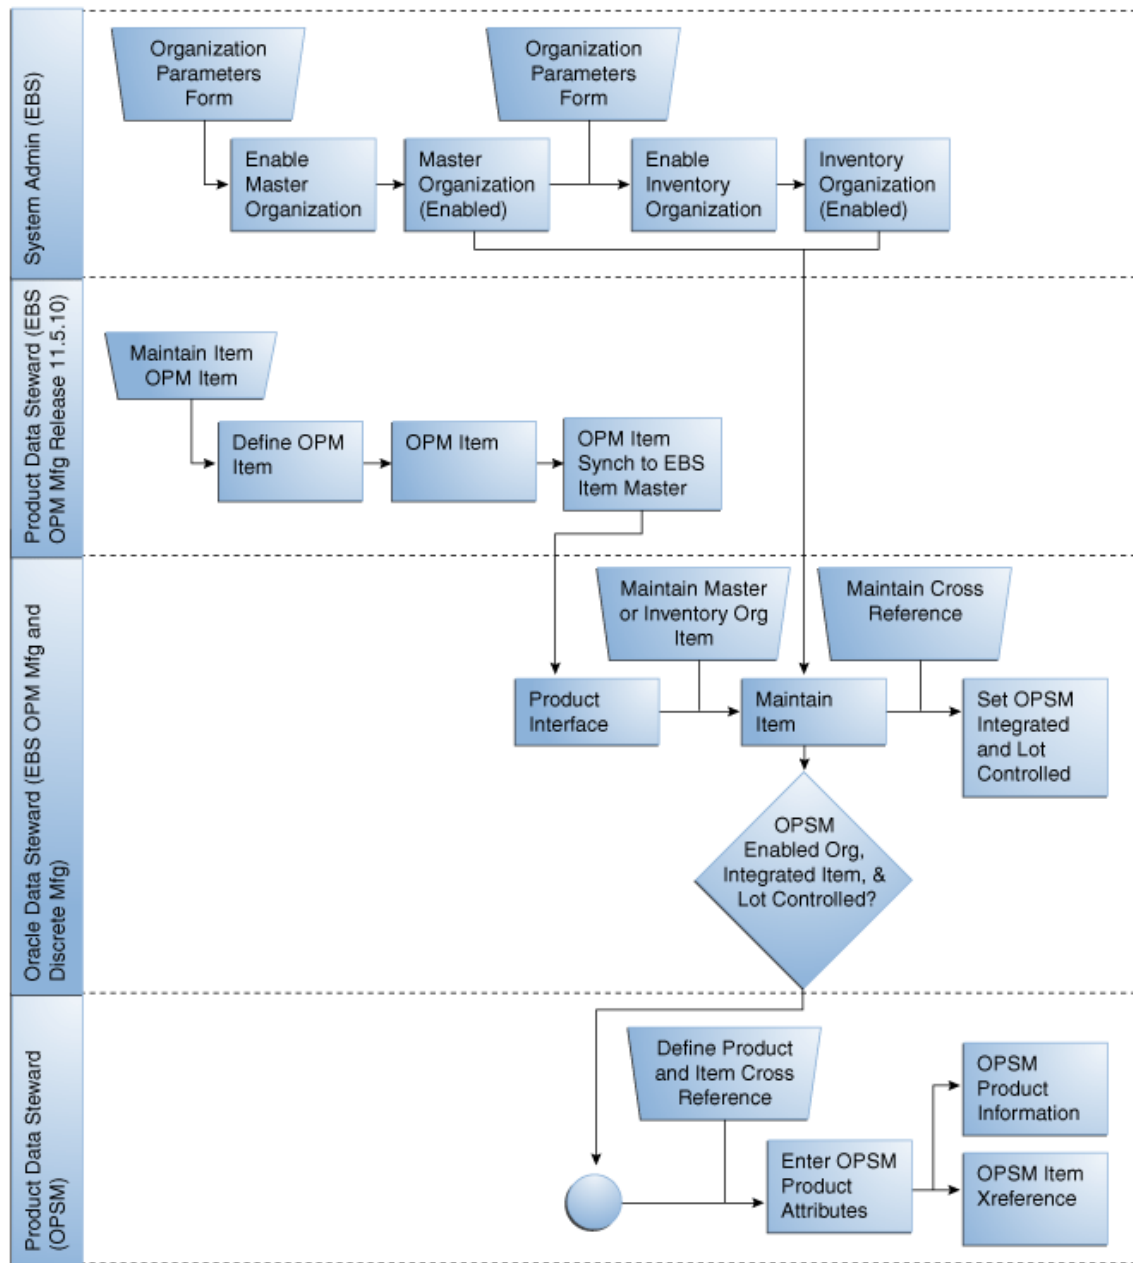 System Admin (EBS)
Organization
Parameters
Form
Organization
Parameters
Form
Enable
Master
Organization
Master
Organization
(Enabled)
Enable
Inventory
Organization
Inventory
Organization
(Enabled)
Product Data Steward (EBS
OPM Mfg Release 11.5.10)
Maintain Item
OPM Item
Define OPM
Item
OPM Item
OPM Item
Synch to EBS
Item Master
Oracle Data Steward (EBS OPM Mfg and
Discrete Mfg)
Maintain Master
or Inventory Org
Item
Maintain Cross
Reference
Product
Interface
Maintain
Item
Set OPSM
Integrated
and Lot
Controlled
OPSM
Enabled Org,
Integrated Item, &
Lot Controlled?
Product Data Steward
(OPSM)
Define Product
and Item Cross
Reference
Enter OPSM
Product
Attributes
OPSM
Product
Information
OPSM Item
Xreference